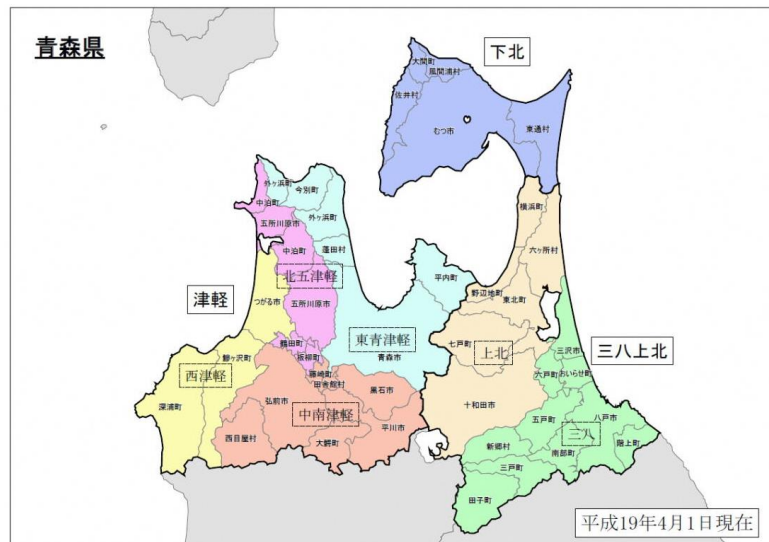 青森県
下北
大間町
風間浦村
佐井村
むつ市
東通村
横浜町
六ヶ所村
外ヶ浜町
今別町
中泊町
五所川原市
外ヶ浜町
中泊町
蓬田村
北五津軽
平内町
野辺地町
東北町
津軽
つがる市
五所川原市
東青津軽
青森市
七戸町
上北
三沢市
三八上北
六戸町
おいらせ町
鶴田町
板柳町
鰺ヶ沢町
西津軽
藤崎町
田舎館村
黒石市
深浦町
弘前市
中南津軽
平川市
西目屋村
大鰐町
十和田市
五戸町
八戸市
三八
新郷村
南部町
階上町
三戸町
田子町
平成19年4月1日現在